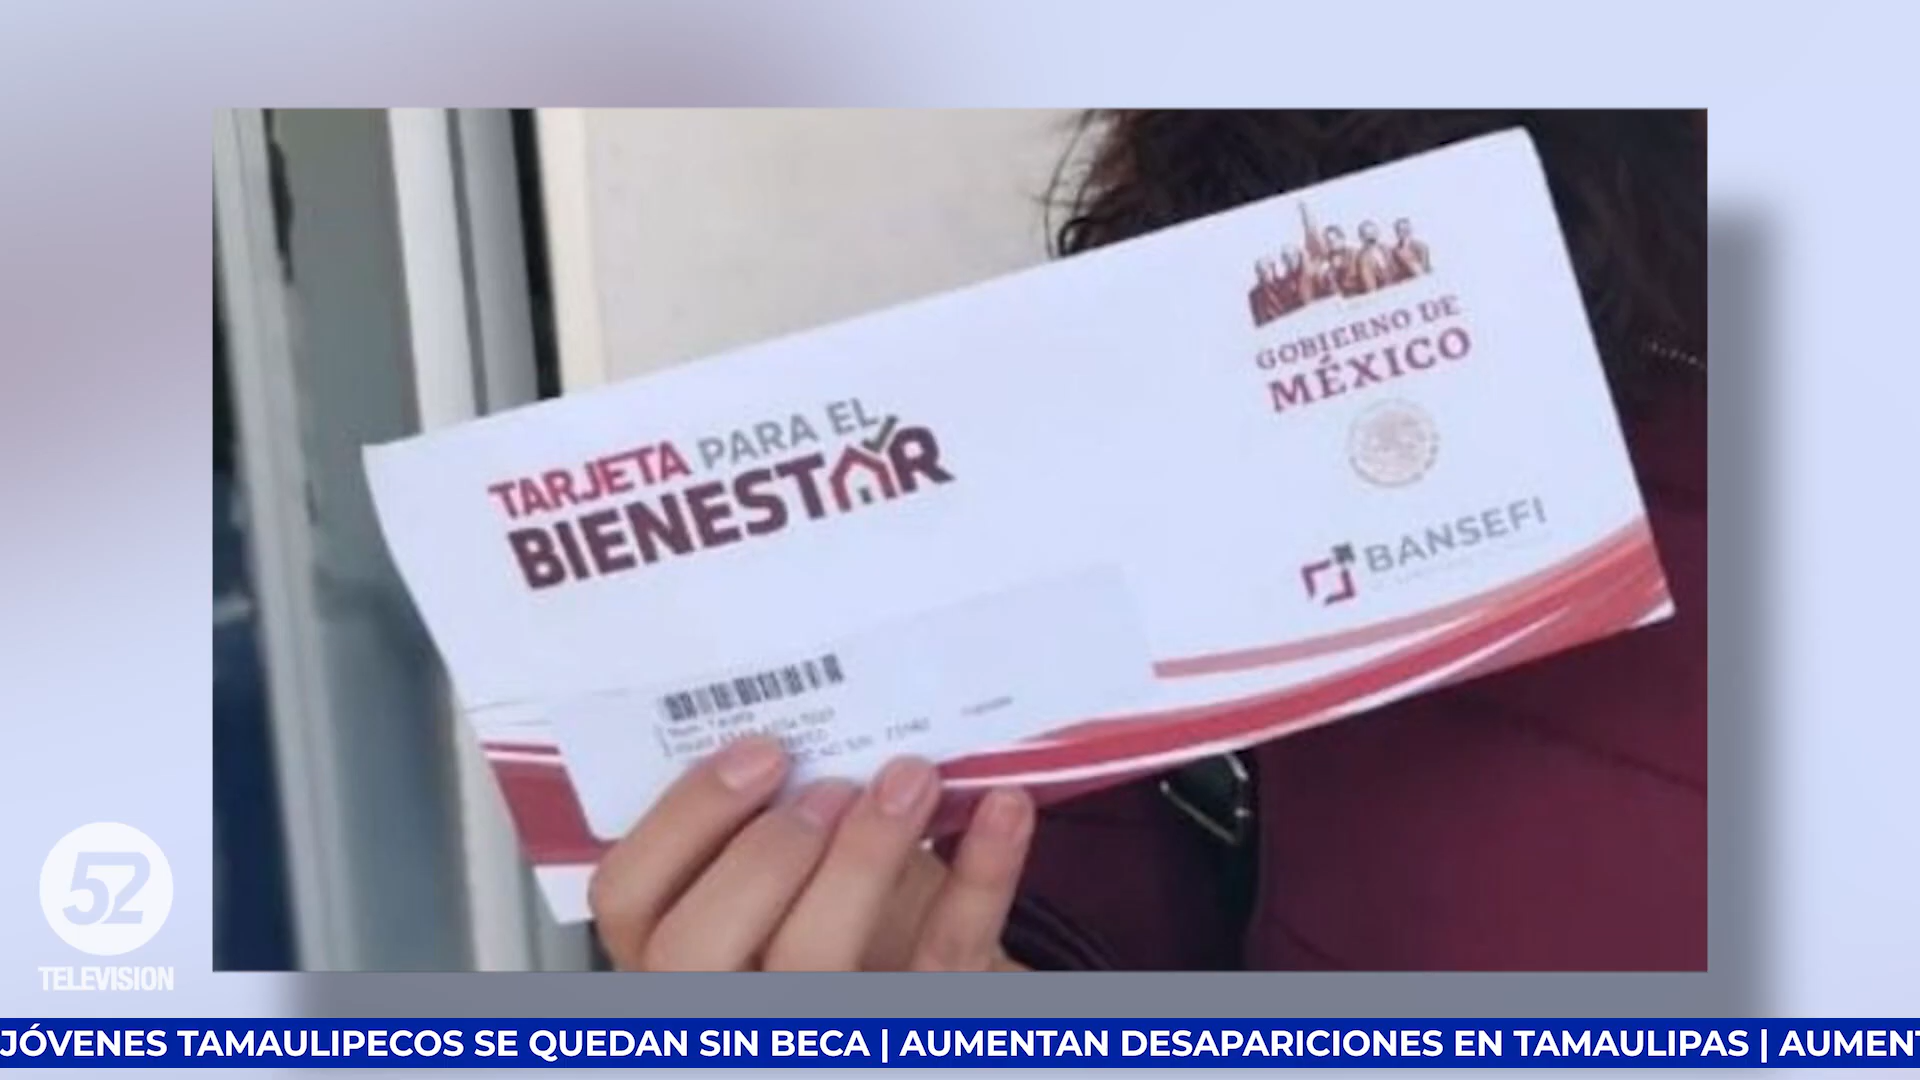 GOBIERNO DE
MÉXICO
TARJETA PARA EL
BIENESTAR
BANSEFI
52
TELEVISION
JÓVENES TAMAULIPECOS SE QUEDAN SIN BECA | AUMENTAN DESAPARICIONES EN TAMAULIPAS | AUMENT